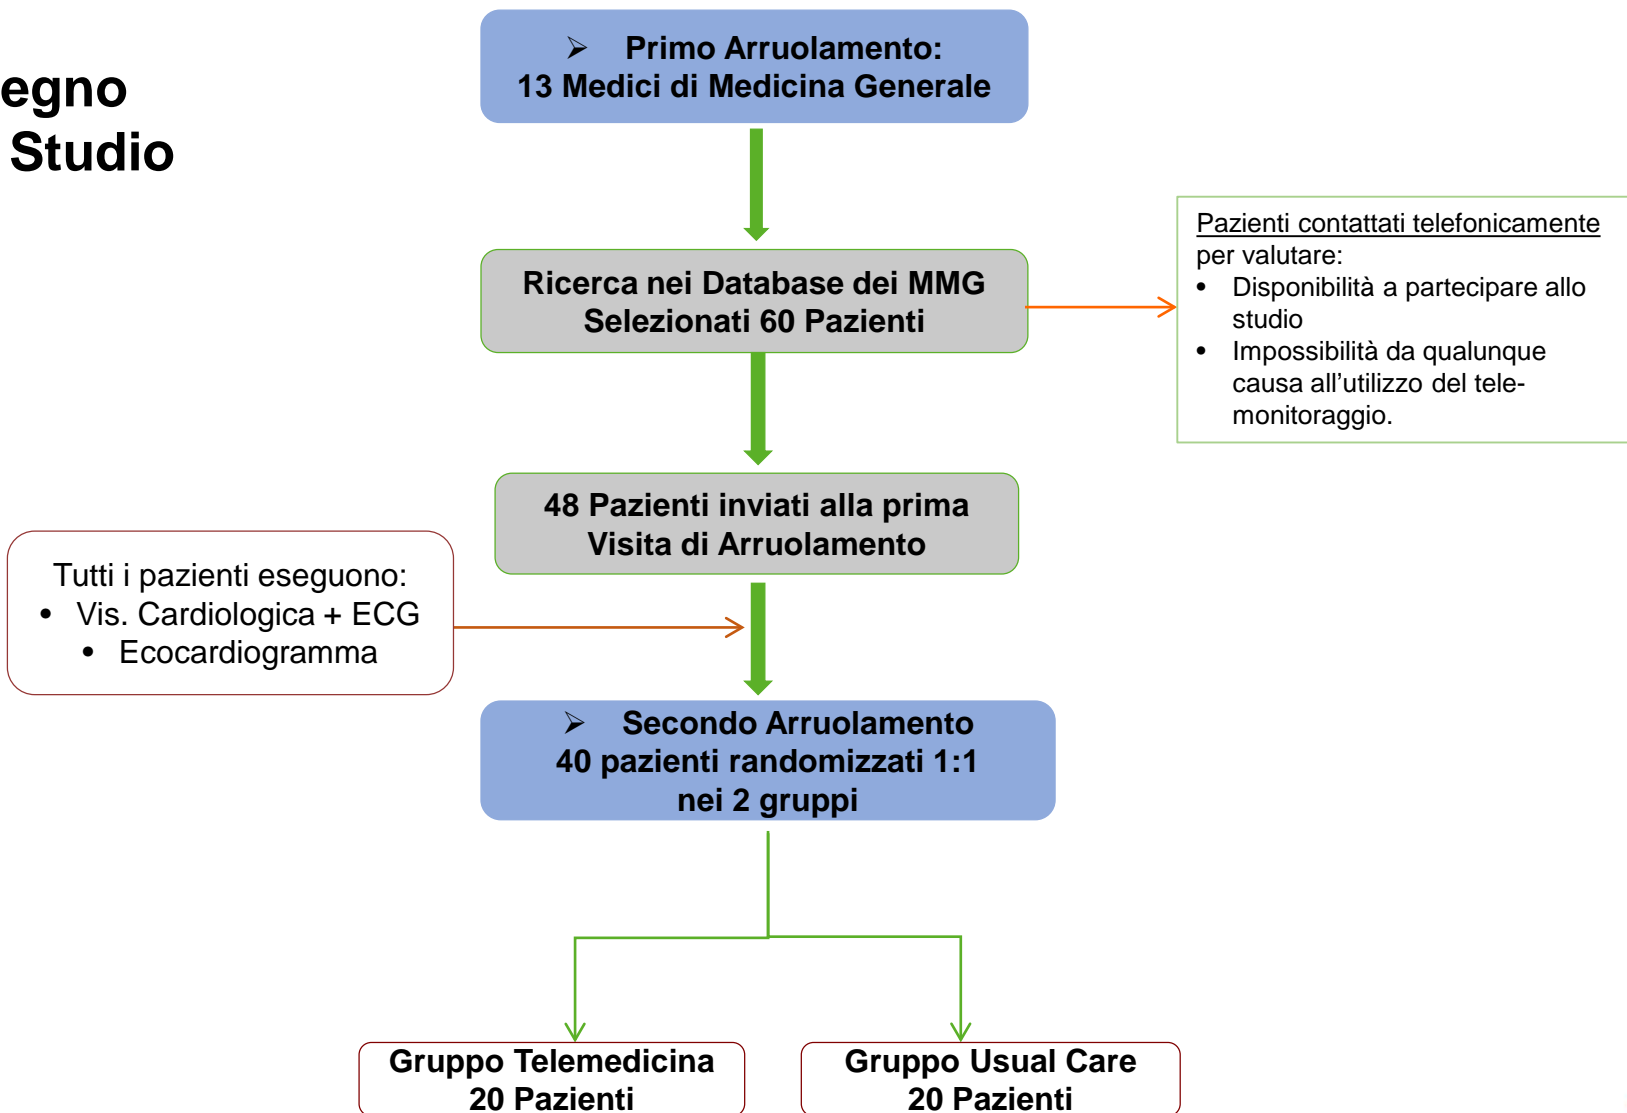 egno
Studio
➢ Primo Arruolamento:
13 Medici di Medicina Generale
Ricerca nei Database dei MMG
Selezionati 60 Pazienti
Pazienti contattati telefonicamente
per valutare:
• Disponibilità a partecipare allo
studio
• Impossibilità da qualunque
causa all’utilizzo del tele-
monitoraggio.
48 Pazienti inviati alla prima
Visita di Arruolamento
Tutti i pazienti eseguono:
• Vis. Cardiologica + ECG
• Ecocardiogramma
➢ Secondo Arruolamento
40 pazienti randomizzati 1:1
nei 2 gruppi
Gruppo Telemedicina
20 Pazienti
Gruppo Usual Care
20 Pazienti